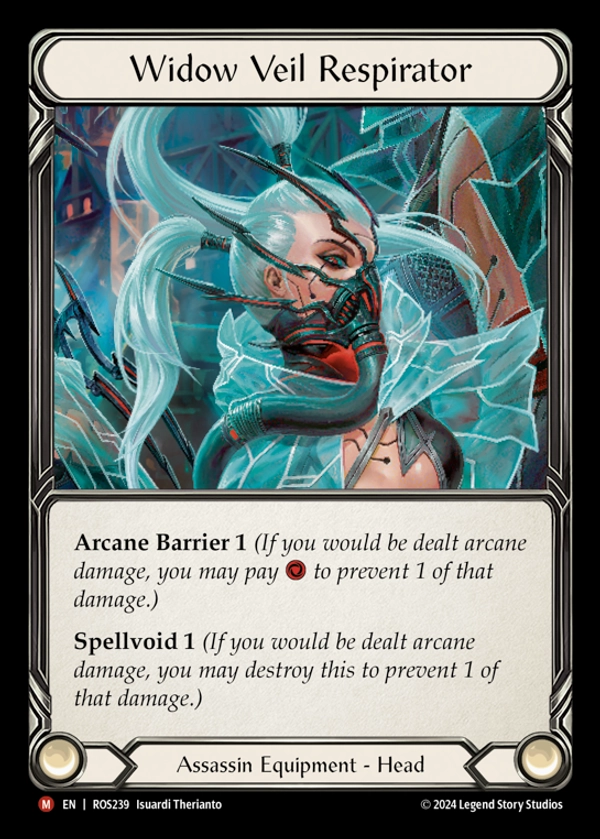 Widow Veil Respirator
Arcane Barrier 1 (If you would be dealt arcane
damage, you may pay to prevent 1 of that
damage.)
Spellvoid 1 (If you would be dealt arcane
damage, you may destroy this to prevent 1 of
that damage.)
Assassin Equipment - Head
M EN | ROS239 Isuardi Therianto © 2024 Legend Story Studios